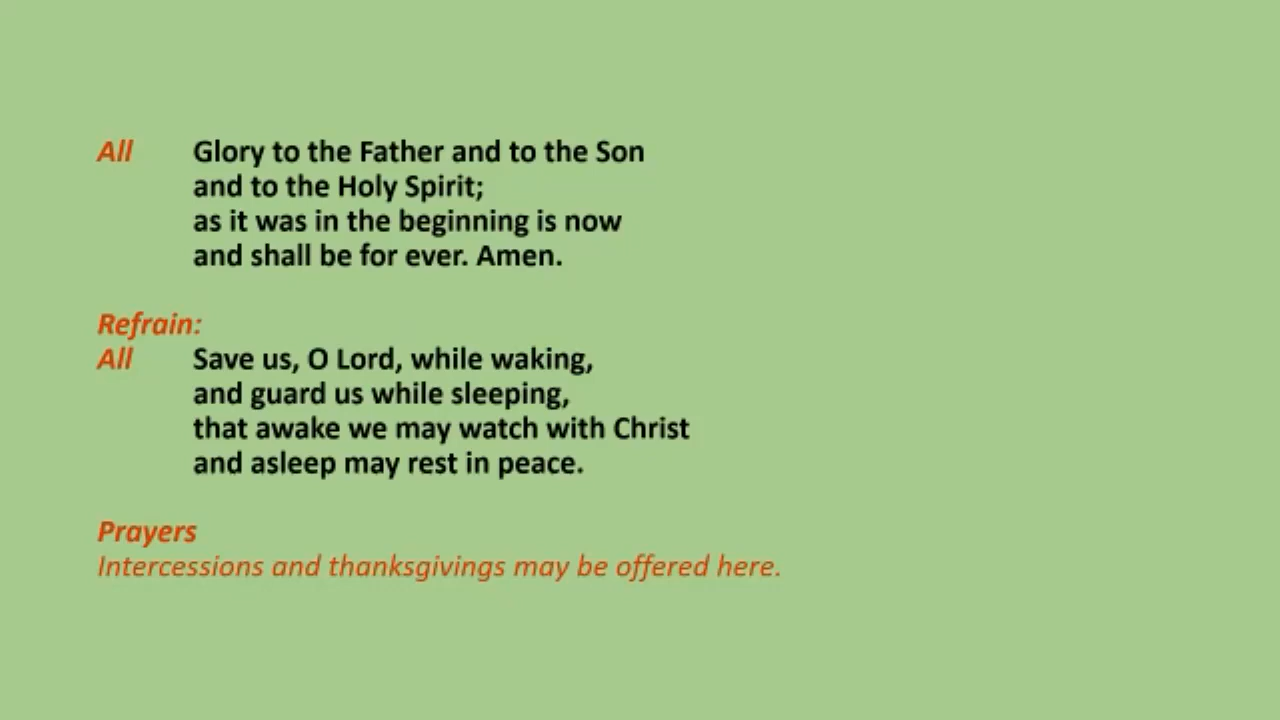 All Glory to the Father and to the Son
and to the Holy Spirit;
as it was in the beginning is now
and shall be for ever. Amen.
Refrain:
All Save us, O Lord, while waking,
and guard us while sleeping,
that awake we may watch with Christ
and asleep may rest in peace.
Prayers
Intercessions and thanksgivings may be offered here.